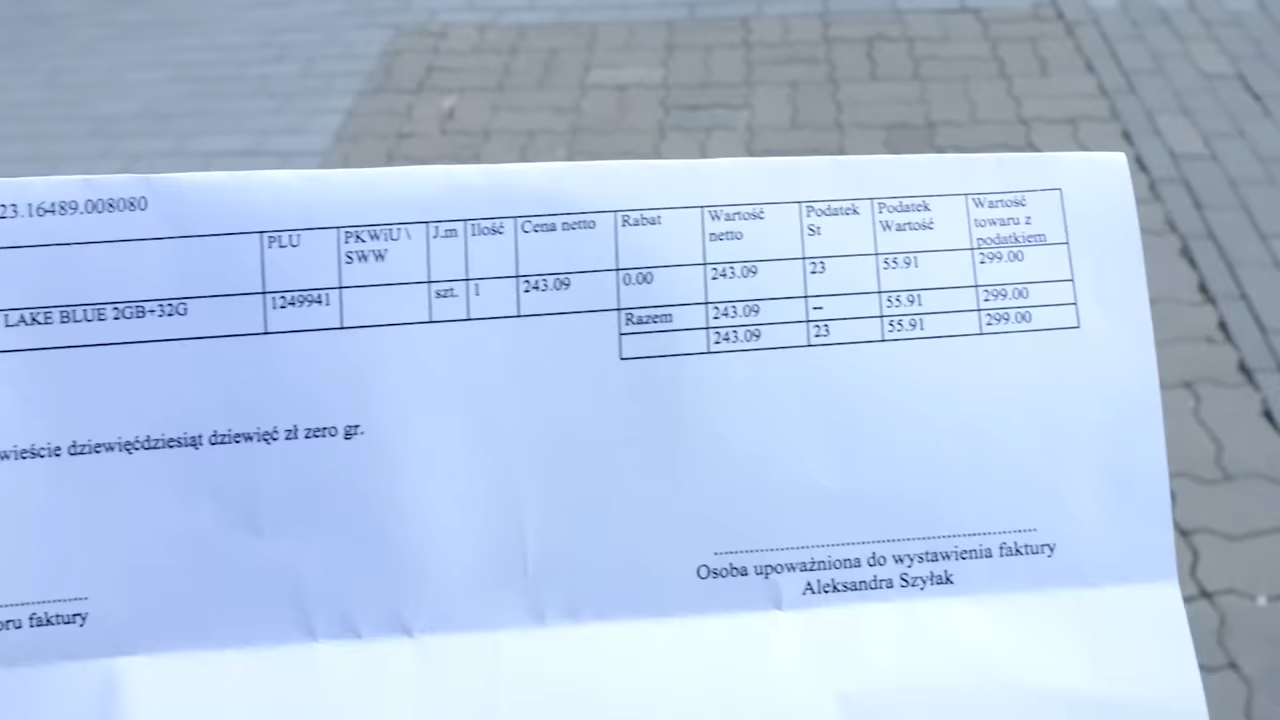 23.16489.008080
PLU PKWiU \ J.m Ilość Cena netto Rabat Wartość Podatek Podatek Wartość
SWW netto St Wartość towaru z
podatkiem
LAKE BLUE 2GB+32G 1249941 szt. 1 243.09 0.00 243.09 23 55.91 299.00
Razem 243.09 -- 55.91 299.00
243.09 23 55.91 299.00
wieście dziewięćdziesiąt dziewięć zł zero gr.
Osoba upoważniona do wystawienia faktury
Aleksandra Szyłak
oru faktury